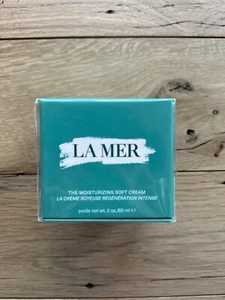 LA MER
THE MOISTURIZING SOFT CREAM
LA CRÈME SOYEUSE RÉGÉNÉRATION INTENSE
poids net wt. 2 oz./60 ml ℮